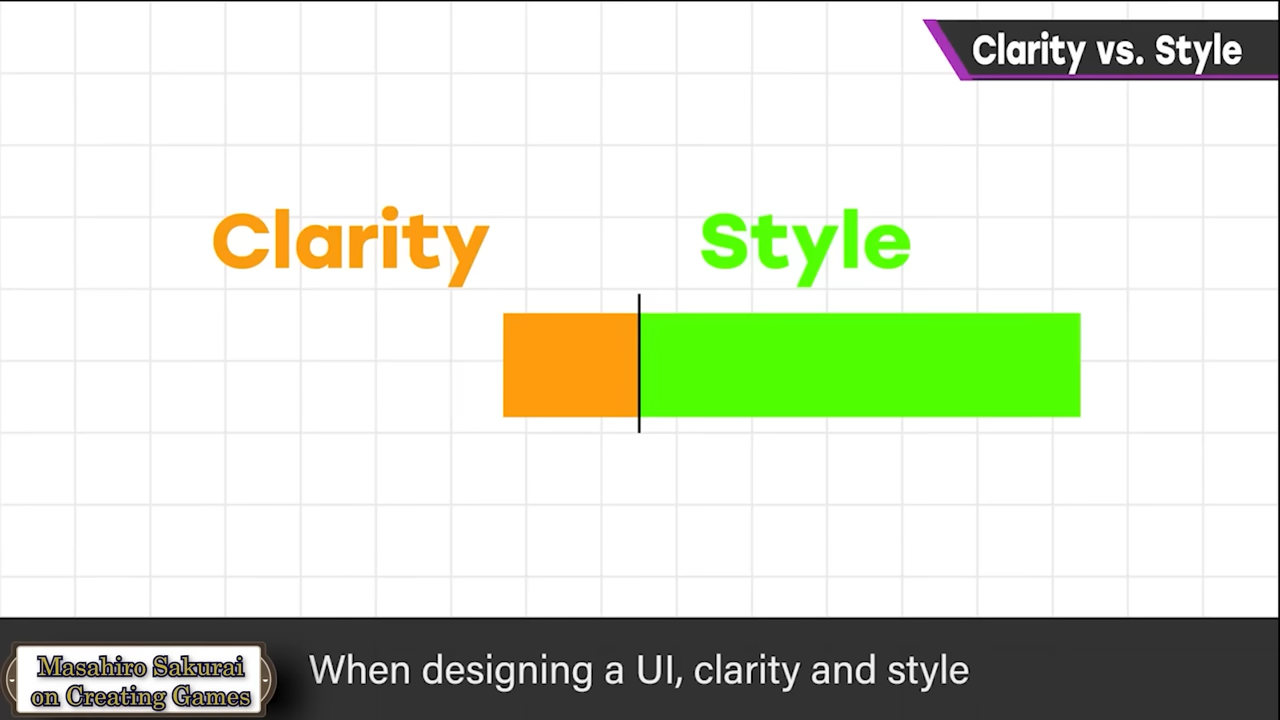 Clarity vs. Style
Clarity
Style
Masahiro Sakurai
on Creating Games
When designing a UI, clarity and style